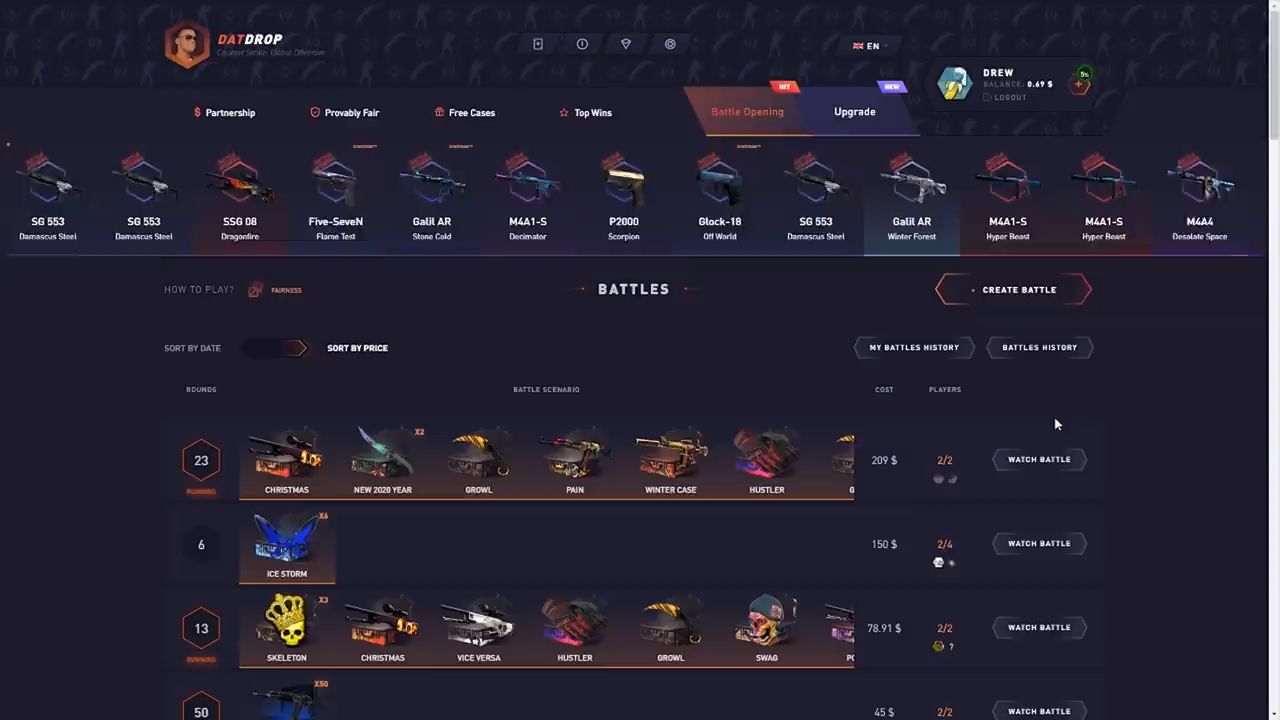 DATDROP
Counter Strike: Global Offensive
EN
DREW
BALANCE: 0.69 $
LOGOUT
5%
HIT
NEW
Partnership
Provably Fair
Free Cases
Top Wins
Battle Opening
Upgrade
SG 553
Damascus Steel
SG 553
Damascus Steel
SSG 08
Dragonfire
Five-SeveN
Flame Test
Galil AR
Stone Cold
M4A1-S
Decimator
P2000
Scorpion
Glock-18
Off World
SG 553
Damascus Steel
Galil AR
Winter Forest
M4A1-S
Hyper Beast
M4A1-S
Hyper Beast
M4A4
Desolate Space
HOW TO PLAY?
FAIRNESS
BATTLES
CREATE BATTLE
SORT BY DATE
SORT BY PRICE
MY BATTLES HISTORY
BATTLES HISTORY
ROUNDS
BATTLE SCENARIO
COST
PLAYERS
23
RUNNING
CHRISTMAS
X2
NEW 2020 YEAR
GROWL
PAIN
WINTER CASE
HUSTLER
G
209 $
2/2
WATCH BATTLE
6
X6
ICE STORM
150 $
2/4
WATCH BATTLE
13
RUNNING
X3
SKELETON
CHRISTMAS
VICE VERSA
HUSTLER
GROWL
SWAG
PO
78.91 $
2/2
?
WATCH BATTLE
50
X50
45 $
2/2
WATCH BATTLE